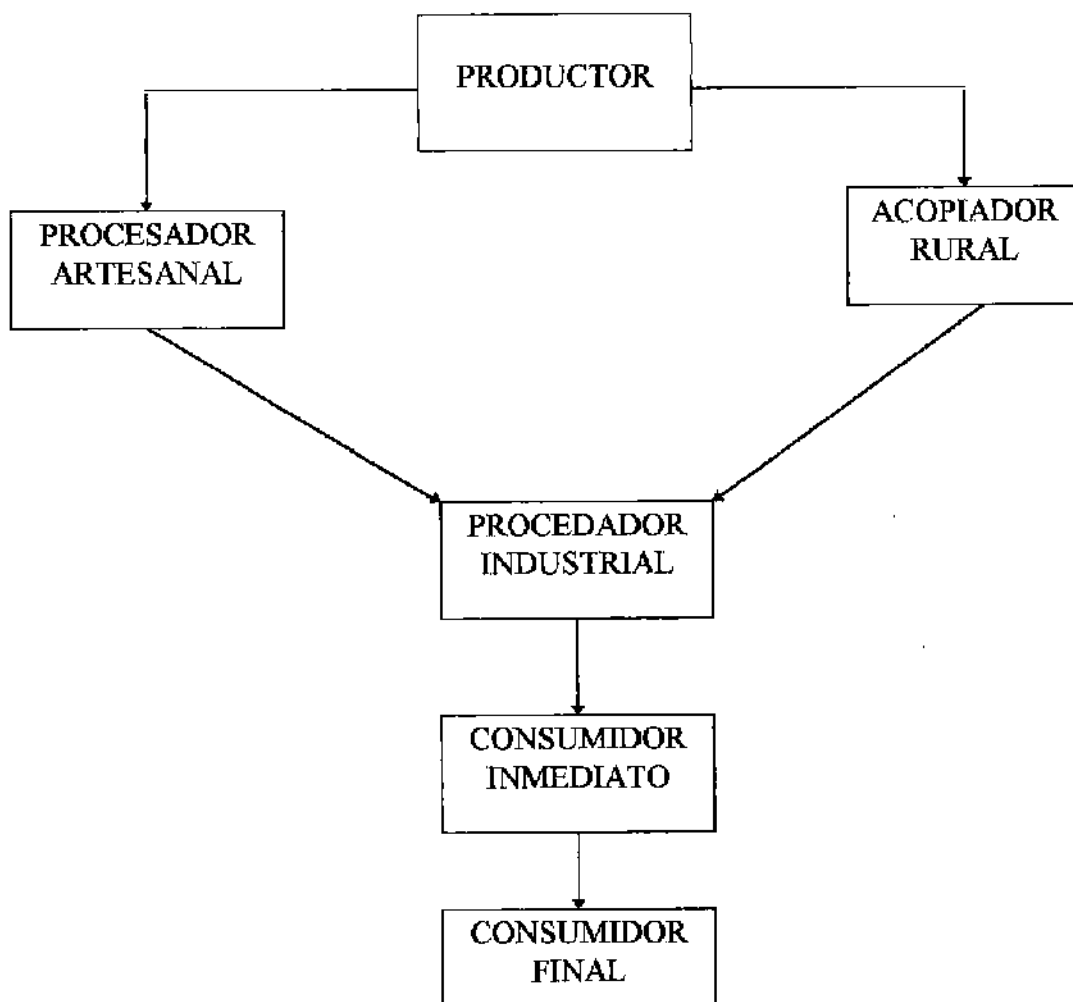 PRODUCTOR
PROCESADOR
ARTESANAL
ACOPIADOR
RURAL
PROCEDADOR
INDUSTRIAL
CONSUMIDOR
INMEDIATO
CONSUMIDOR
FINAL